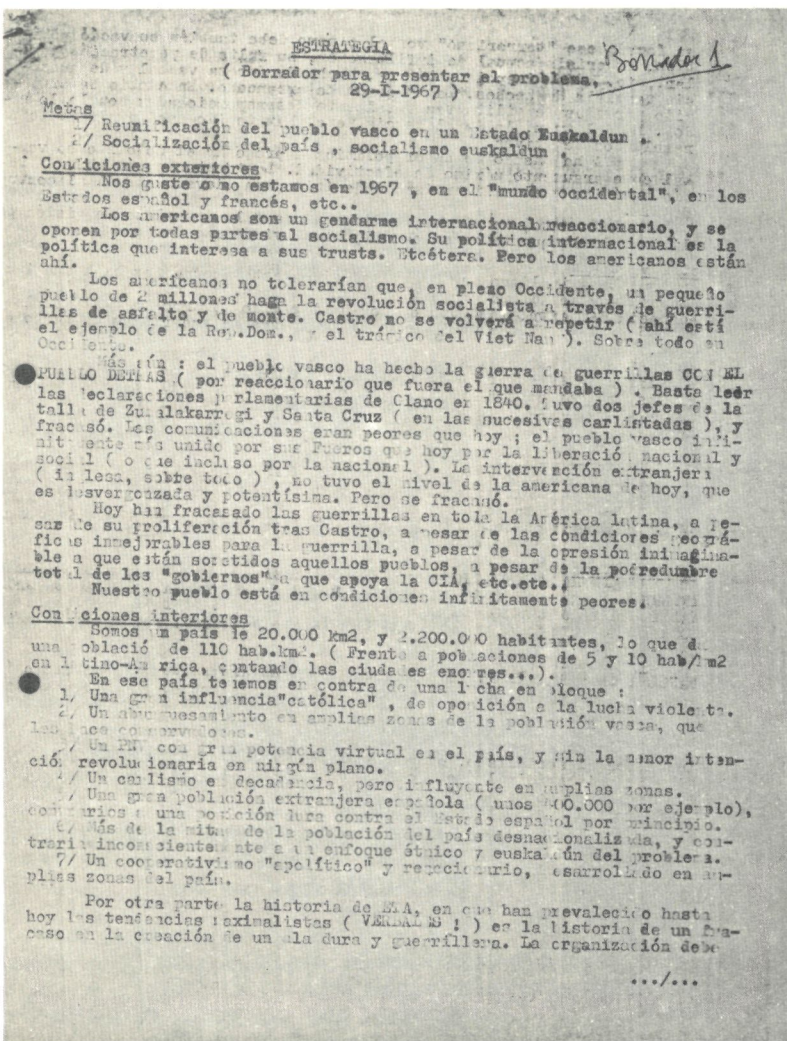 ESTRATEGIA
Borrador 1
( Borrador para presentar el problema,
29-I-1967 )
Metas
1/ Reunificación del pueblo vasco en un Estado Euskaldun .
2/ Socialización del país , socialismo euskaldun .
Condiciones exteriores
Nos guste o no estamos en 1967 , en el "mundo occidental", en los
Estados español y francés, etc..
Los americanos son un gendarme internacional reaccionario, y se
oponen por todas partes al socialismo. Su política internacional es la
política que interesa a sus trusts. Etcétera. Pero los americanos están
ahí.
Los americanos no tolerarían que, en pleno Occidente, un pequeño
pueblo de 2 millones haga la revolución socialista a través de guerri-
llas de asfalto y de monte. Castro no se volverá a repetir ( ahí está
el ejemplo de la Rep.Dom., y el trágico del Viet Nam ). Sobre todo en
Occidente.
Más aún : el pueblo vasco ha hecho la gierra de guerrillas CON EL
PUEBLO DETRAS ( por reaccionario que fuera el que mandaba ) . Basta leer
las declaraciones parlamentarias de Olano en 1840. Tuvo dos jefes de la
talla de Zumalakarregi y Santa Cruz ( en las sucesivas carlistadas ), y
fracasó. Las comunicaciones eran peores que hoy ; el pueblo vasco infi-
nitamente más unido por sus Fueros que hoy por la liberación nacional y
social ( o que incluso por la nacional ). La intervención extranjera
( inglesa, sobre todo ) , no tuvo el nivel de la americana de hoy, que
es desvergonzada y potentísima. Pero se fracasó.
Hoy han fracasado las guerrillas en toda la América latina, a pe-
sar de su proliferación tras Castro, a pesar de las condiciones geográ-
ficas inmejorables para la guerrilla, a pesar de la opresión inimagina-
ble a que están sometidos aquellos pueblos, a pesar de la podredumbre
total de los "gobiernos" a que apoya la CIA, etc.etc..
Nuestro pueblo está en condiciones infinitamente peores.
Condiciones interiores
Somos un país de 20.000 km2, y 2.200.000 habitantes, lo que da
una població de 110 hab.km2. ( Frente a poblaciones de 5 y 10 hab/km2
en latino-América, contando las ciudades enormes...).
En ese país tenemos en contra de una lucha en bloque :
1, Una gran influencia"católica" , de oposición a la lucha violenta.
2, Un aburguesamiento en amplias zonas de la población vasca, que
les hace conservadores.
3/ Un PNV con gran potencia virtual en el país, y sin la menor inten-
ción revolucionaria en ningún plano.
4/ Un carlismo en decadencia, pero influyente en amplias zonas.
5/ Una gran población extranjera española ( unos 600.000 por ejemplo),
contrarios a una posición dura contra el Estado español por principio.
6/ Más de la mitad de la población del país desnacionalizada, y con-
traria inconscientemente a un enfoque étnico y euskaldún del problema.
7/ Un cooperativismo "apolítico" y reaccionario, desarrollado en am-
plias zonas del país.
Por otra parte la historia de ETA, en que han prevalecido hasta
hoy las tendencias maximalistas ( VERBALES ! ) es la historia de un fra-
caso en la creación de un ala dura y guerrillera. La organización debe
.../...